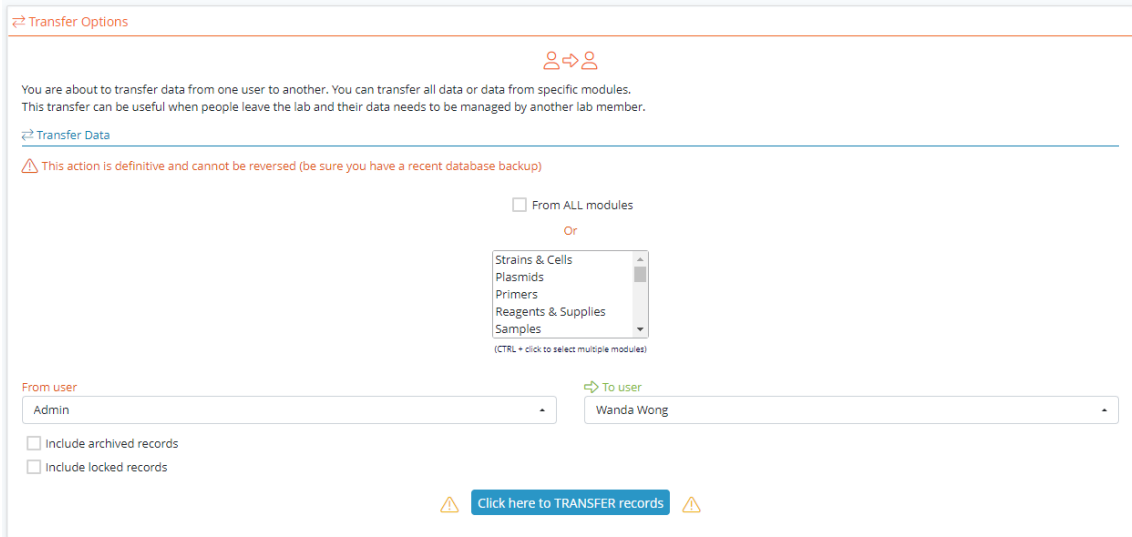 Transfer Options
You are about to transfer data from one user to another. You can transfer all data or data from specific modules.
This transfer can be useful when people leave the lab and their data needs to be managed by another lab member.
Transfer Data
This action is definitive and cannot be reversed (be sure you have a recent database backup)
From ALL modules
Or
Strains & Cells
Plasmids
Primers
Reagents & Supplies
Samples
(CTRL + click to select multiple modules)
From user
To user
Admin
Wanda Wong
Include archived records
Include locked records
Click here to TRANSFER records